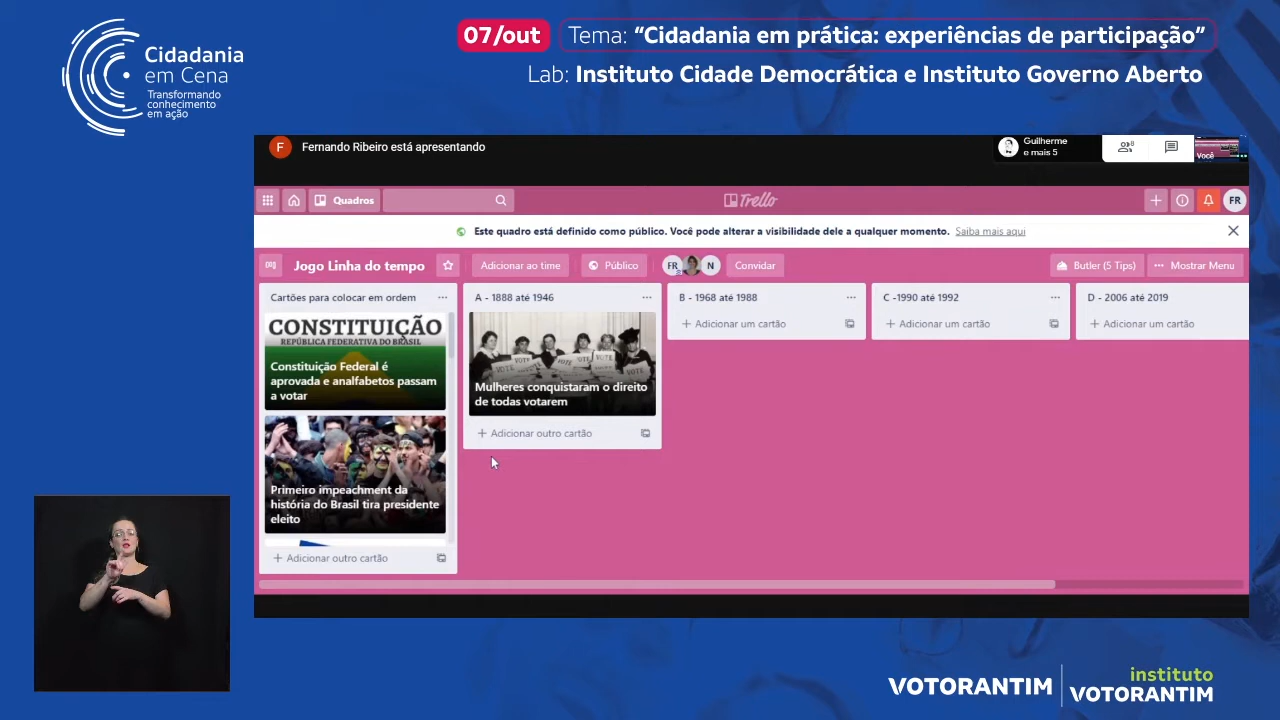 Cidadania
em Cena
Transformando
conhecimento
em ação
07/out
Tema: “Cidadania em prática: experiências de participação”
Lab: Instituto Cidade Democrática e Instituto Governo Aberto
F
Fernando Ribeiro está apresentando
Guilherme
e mais 5
8
Você
Quadros
Trello
FR
Este quadro está definido como público. Você pode alterar a visibilidade dele a qualquer momento. Saiba mais aqui
Jogo Linha do tempo
Adicionar ao time
Público
FR
N
Convidar
Butler (5 Tips)
Mostrar Menu
Cartões para colocar em ordem
CONSTITUIÇÃO
REPÚBLICA FEDERATIVA DO BRASIL
Constituição Federal é
aprovada e analfabetos passam
a votar
Primeiro impeachment da
história do Brasil tira presidente
eleito
+ Adicionar outro cartão
A - 1888 até 1946
VOTE
VOTE
VOTE
VOTE
Mulheres conquistaram o direito
de todas votarem
+ Adicionar outro cartão
B - 1968 até 1988
+ Adicionar um cartão
C -1990 até 1992
+ Adicionar um cartão
D - 2006 até 2019
+ Adicionar um cartão
VOTORANTIM
instituto
VOTORANTIM